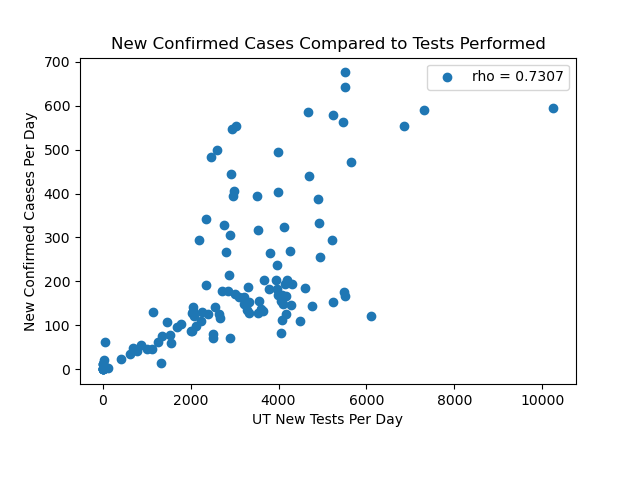 New Confirmed Cases Compared to Tests Performed
rho = 0.7307
700
600
500
400
300
200
100
0
New Confirmed Caeses Per Day
0 2000 4000 6000 8000 10000
UT New Tests Per Day